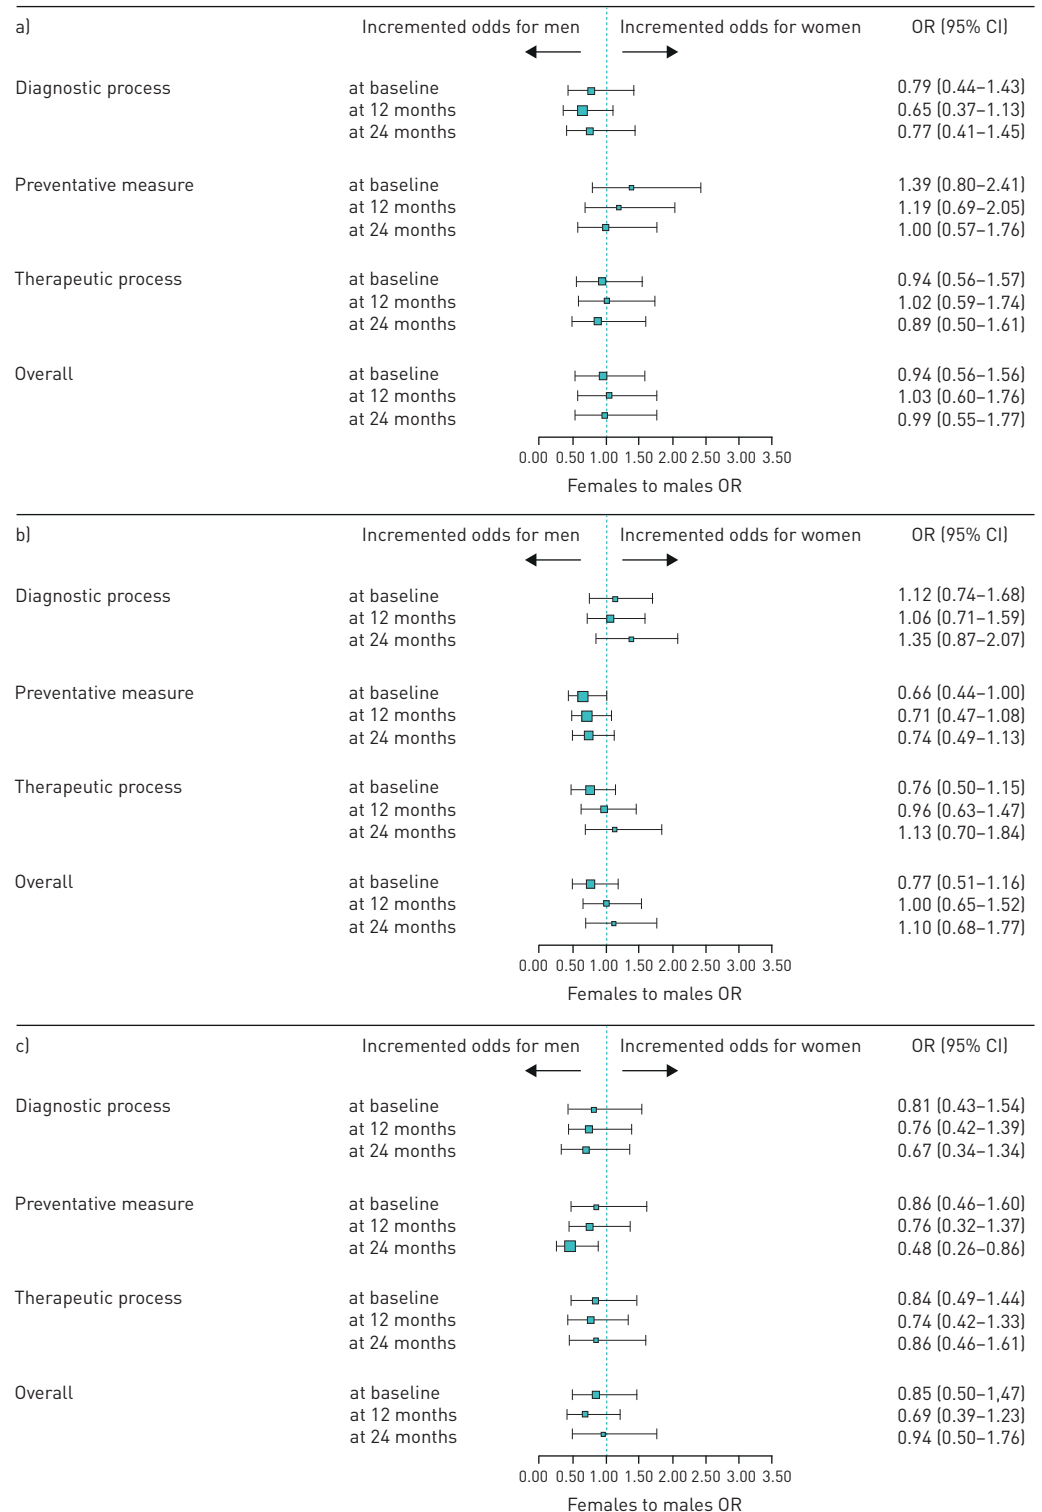 a) Incremented odds for men Incremented odds for women OR (95% CI)
Diagnostic process at baseline 0.79 (0.44–1.43)
at 12 months 0.65 (0.37–1.13)
at 24 months 0.77 (0.41–1.45)
Preventative measure at baseline 1.39 (0.80–2.41)
at 12 months 1.19 (0.69–2.05)
at 24 months 1.00 (0.57–1.76)
Therapeutic process at baseline 0.94 (0.56–1.57)
at 12 months 1.02 (0.59–1.74)
at 24 months 0.89 (0.50–1.61)
Overall at baseline 0.94 (0.56–1.56)
at 12 months 1.03 (0.60–1.76)
at 24 months 0.99 (0.55–1.77)
0.00 0.50 1.00 1.50 2.00 2.50 3.00 3.50
Females to males OR
b) Incremented odds for men Incremented odds for women OR (95% CI)
Diagnostic process at baseline 1.12 (0.74–1.68)
at 12 months 1.06 (0.71–1.59)
at 24 months 1.35 (0.87–2.07)
Preventative measure at baseline 0.66 (0.44–1.00)
at 12 months 0.71 (0.47–1.08)
at 24 months 0.74 (0.49–1.13)
Therapeutic process at baseline 0.76 (0.50–1.15)
at 12 months 0.96 (0.63–1.47)
at 24 months 1.13 (0.70–1.84)
Overall at baseline 0.77 (0.51–1.16)
at 12 months 1.00 (0.65–1.52)
at 24 months 1.10 (0.68–1.77)
0.00 0.50 1.00 1.50 2.00 2.50 3.00 3.50
Females to males OR
c) Incremented odds for men Incremented odds for women OR (95% CI)
Diagnostic process at baseline 0.81 (0.43–1.54)
at 12 months 0.76 (0.42–1.39)
at 24 months 0.67 (0.34–1.34)
Preventative measure at baseline 0.86 (0.46–1.60)
at 12 months 0.76 (0.32–1.37)
at 24 months 0.48 (0.26–0.86)
Therapeutic process at baseline 0.84 (0.49–1.44)
at 12 months 0.74 (0.42–1.33)
at 24 months 0.86 (0.46–1.61)
Overall at baseline 0.85 (0.50–1,47)
at 12 months 0.69 (0.39–1.23)
at 24 months 0.94 (0.50–1.76)
0.00 0.50 1.00 1.50 2.00 2.50 3.00 3.50
Females to males OR